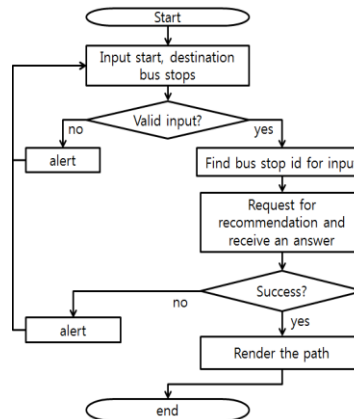 Start
Input start, destination
bus stops
Valid input?
no
yes
alert
Find bus stop id for input
Request for
recommendation and
receive an answer
Success?
no
yes
alert
Render the path
end